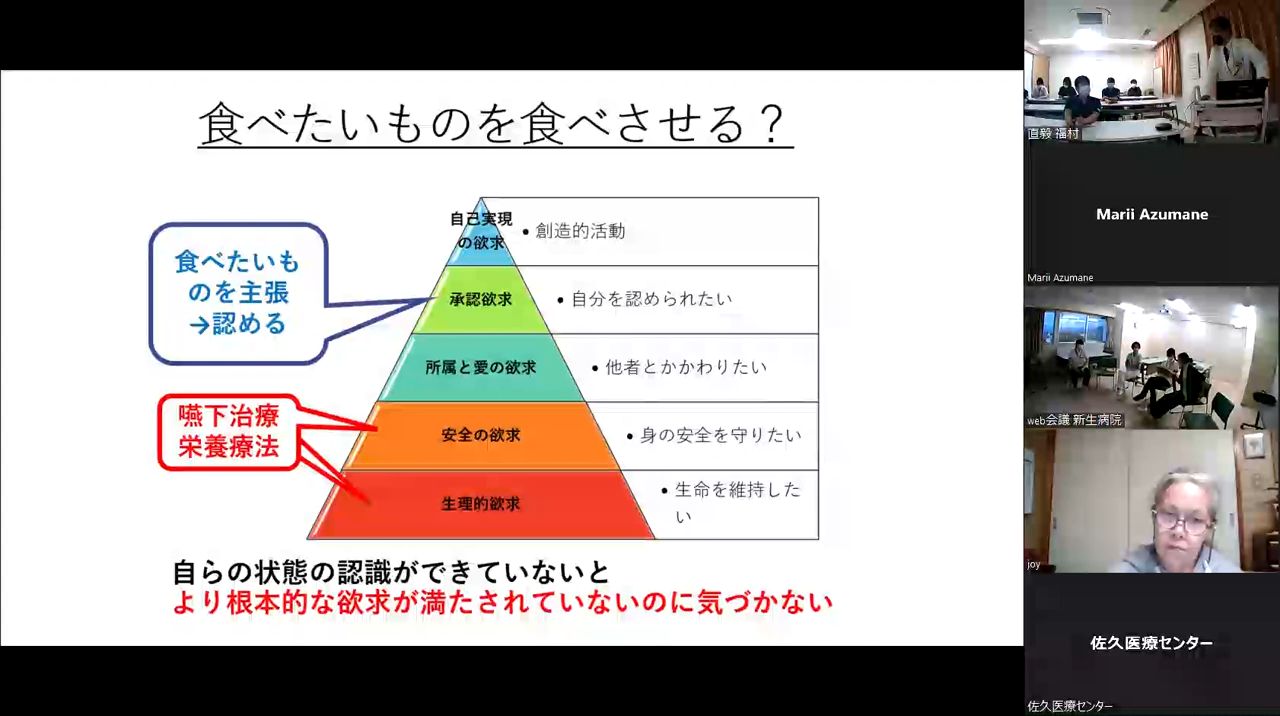 食べたいものを食べさせる？
食べたいも
のを主張
→認める
嚥下治療
栄養療法
自己実現
の欲求
• 創造的活動
承認欲求
• 自分を認められたい
所属と愛の欲求
• 他者とかかわりたい
安全の欲求
• 身の安全を守りたい
生理的欲求
• 生命を維持した
い
自らの状態の認識ができていないと
より根本的な欲求が満たされていないのに気づかない
直毅 福村
Marii Azumane
Marii Azumane
web会議 新生病院
joy
佐久医療センター
佐久医療センター